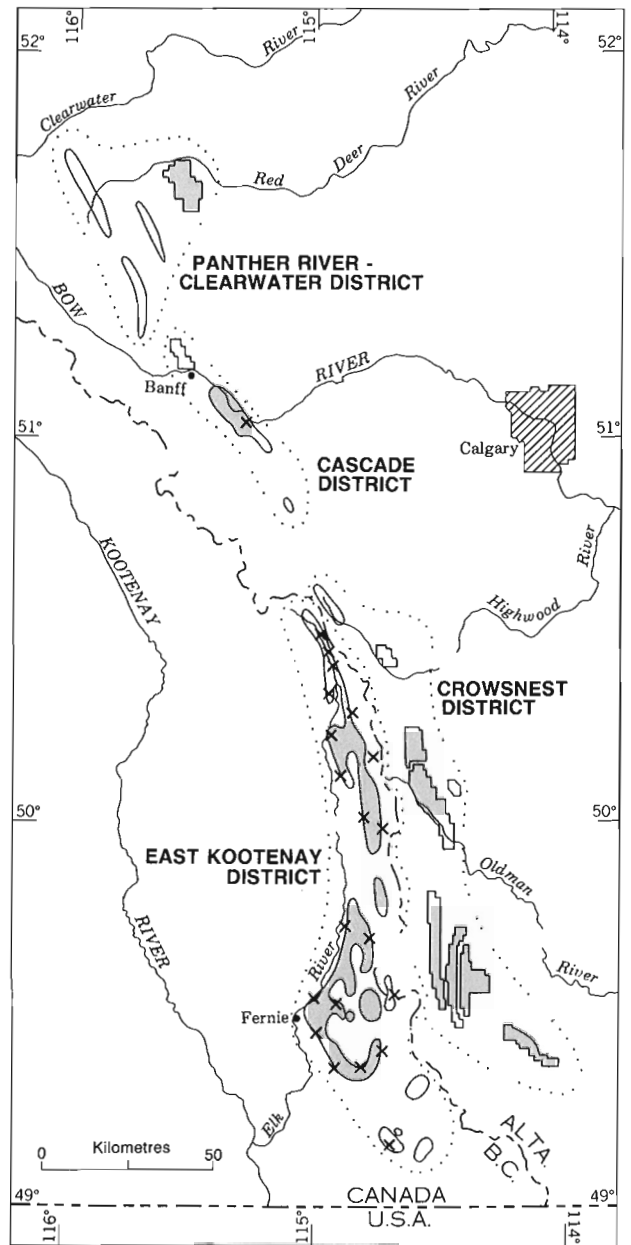 116°
115°
114°
52°
52°
River
River
Clearwater
Deer
Red
River
PANTHER RIVER -
CLEARWATER DISTRICT
BOW
RIVER
Banff
51°
51°
Calgary
CASCADE
DISTRICT
KOOTENAY
River
Highwood
CROWSNEST
DISTRICT
50°
50°
EAST KOOTENAY
DISTRICT
Oldman
RIVER
River
River
Fernie
Elk
ALTA
B.C.
Kilometres
0 50
49°
49°
CANADA
U.S.A.
116°
115°
114°